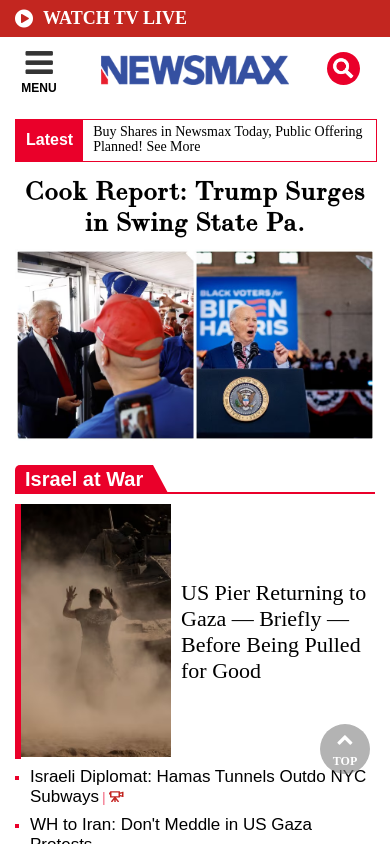 WATCH TV LIVE
MENU
NEWSMAX
Latest
Buy Shares in Newsmax Today, Public Offering
Planned! See More
Cook Report: Trump Surges
in Swing State Pa.
BLACK VOTERS for
BIDEN
HARRIS
Israel at War
US Pier Returning to
Gaza — Briefly —
Before Being Pulled
for Good
TOP
Israeli Diplomat: Hamas Tunnels Outdo NYC
Subways |
WH to Iran: Don't Meddle in US Gaza
Protests